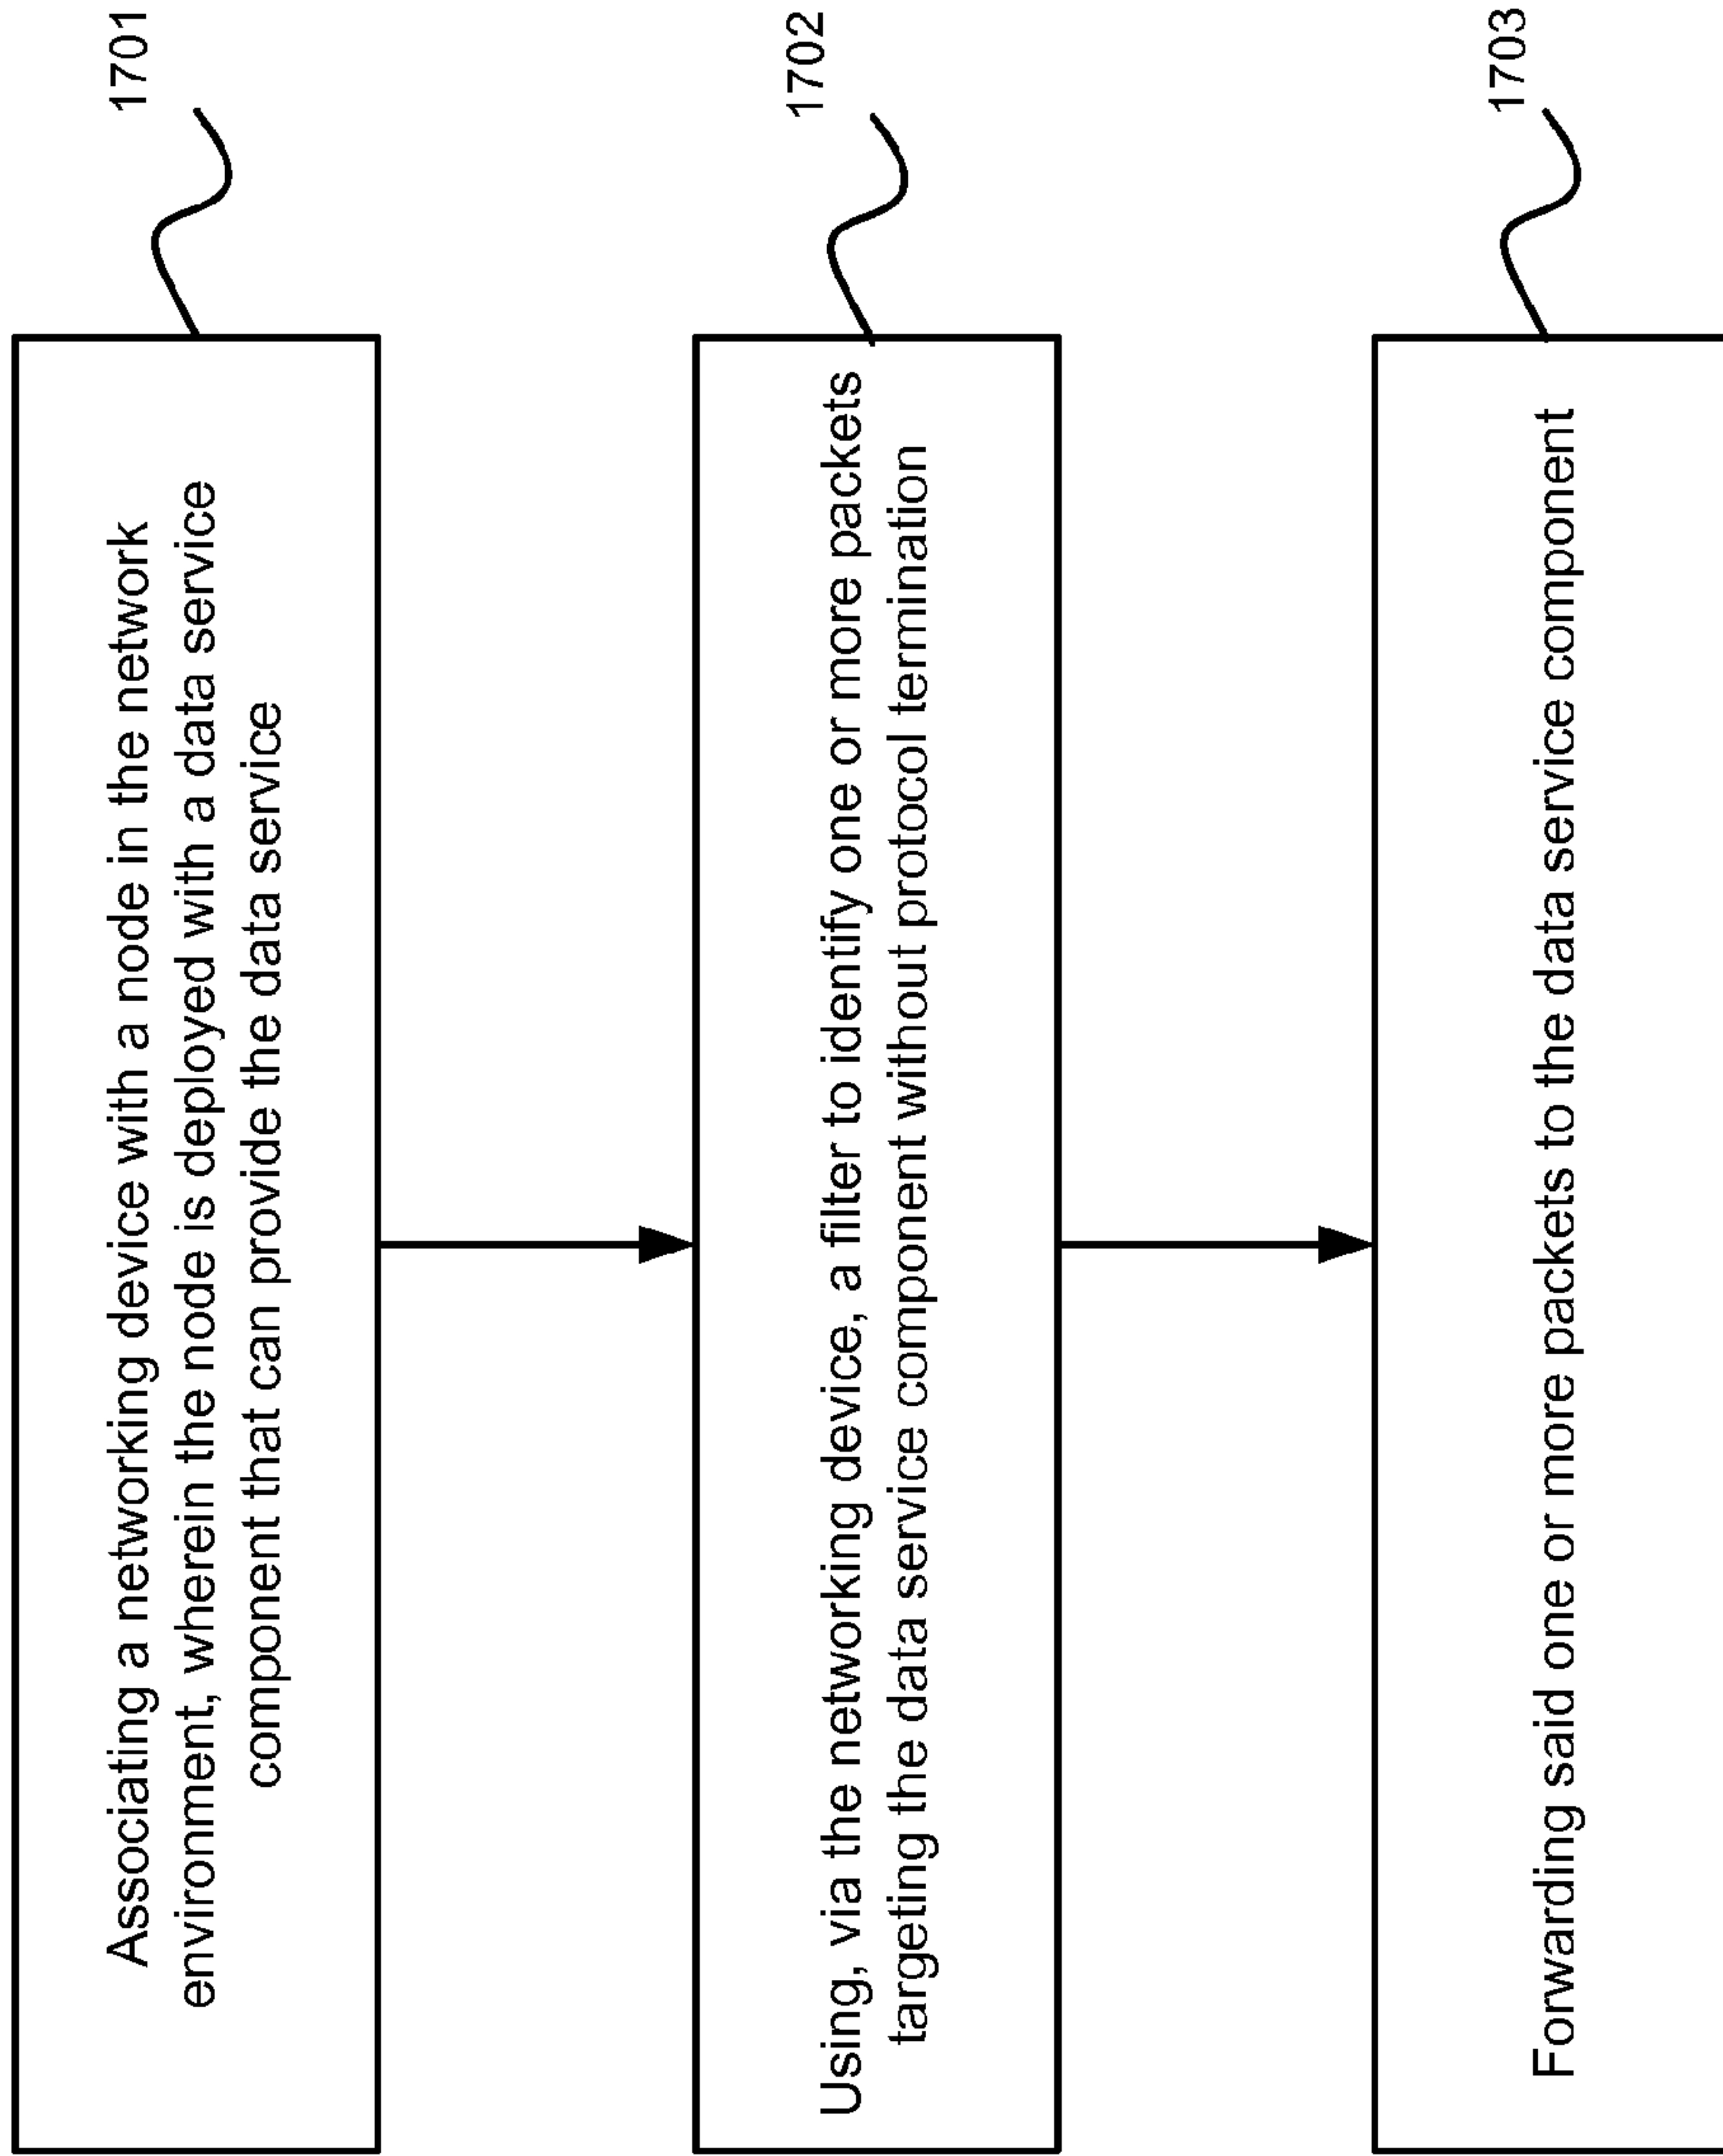 Associating a networking device with a node in the network
environment, wherein the node is deployed with a data service
component that can provide the data service
1701
Using, via the networking device, a filter to identify one or more packets
targeting the data service component without protocol termination
1702
Forwarding said one or more packets to the data service component
1703